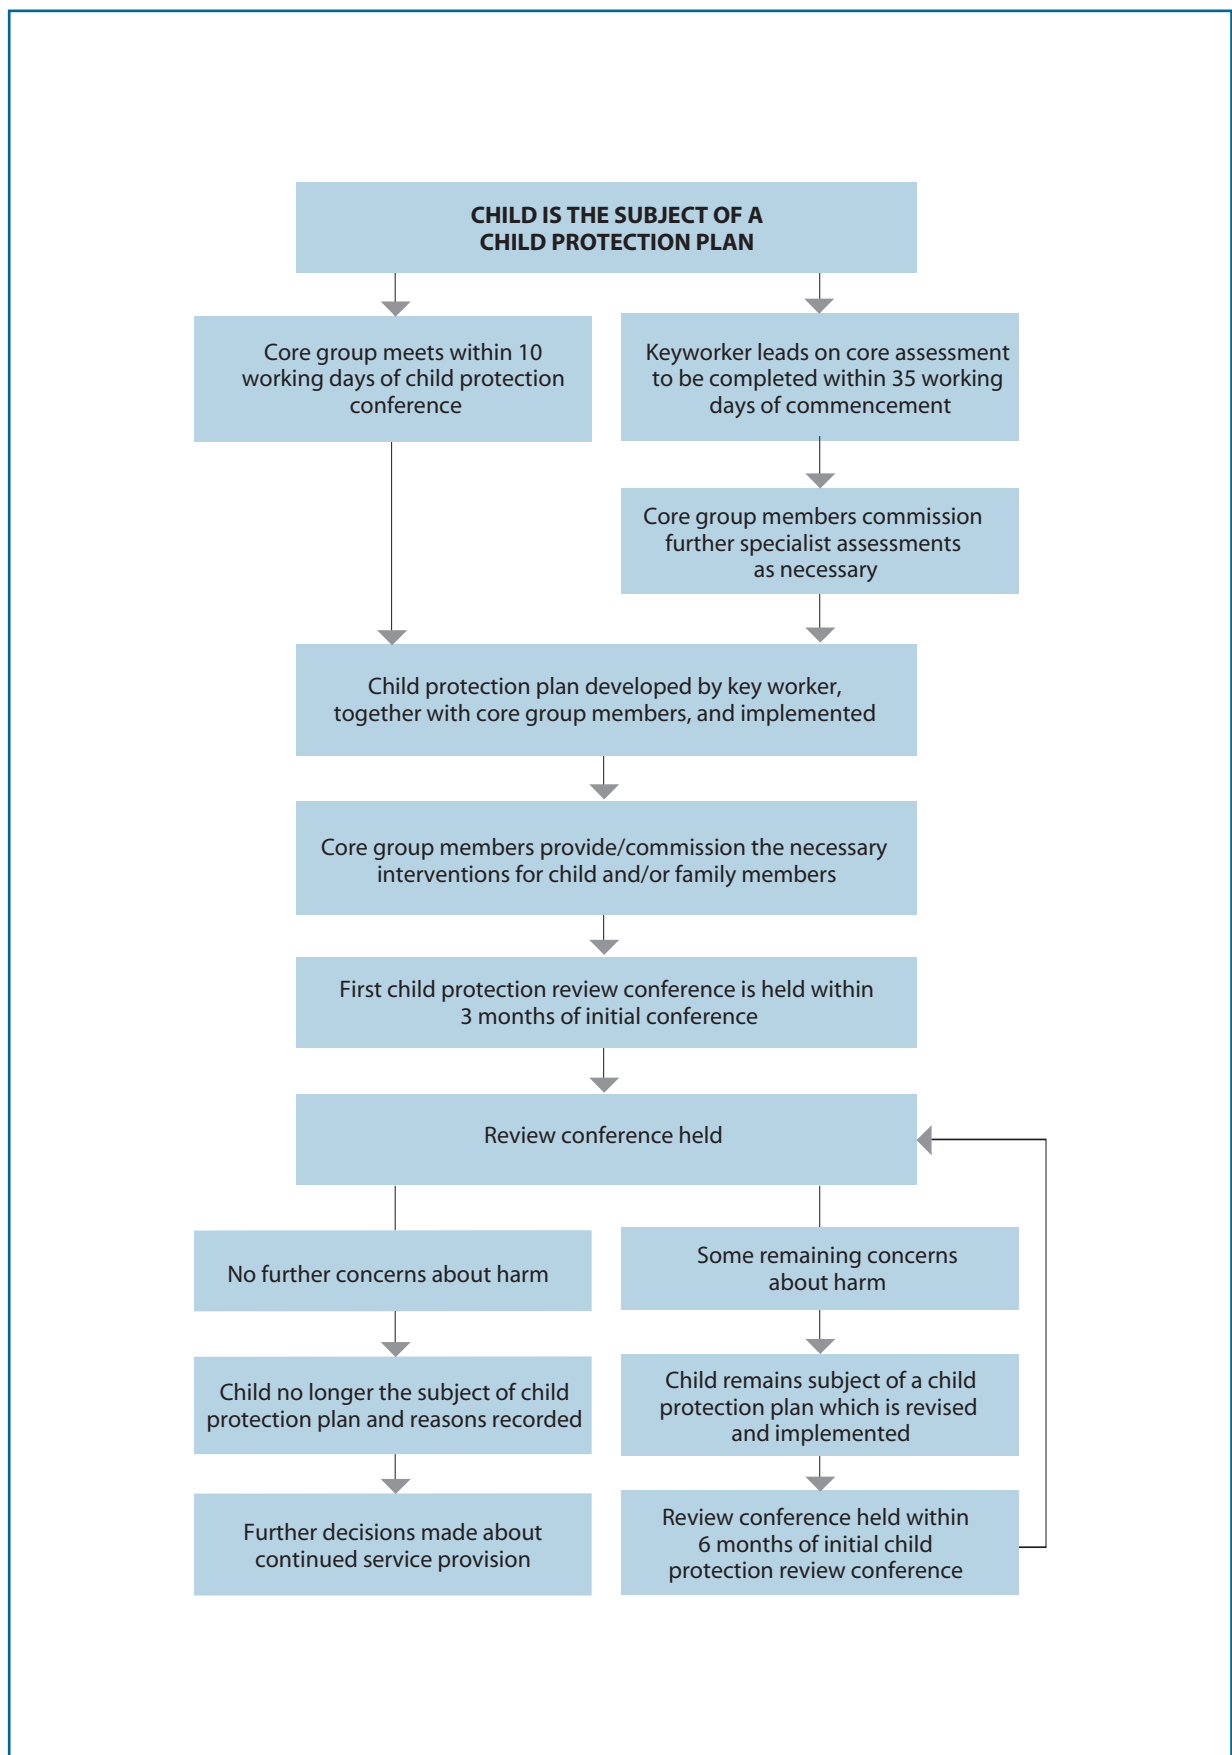 CHILD IS THE SUBJECT OF A
CHILD PROTECTION PLAN
Core group meets within 10
working days of child protection
conference
Keyworker leads on core assessment
to be completed within 35 working
days of commencement
Core group members commission
further specialist assessments
as necessary
Child protection plan developed by key worker,
together with core group members, and implemented
Core group members provide/commission the necessary
interventions for child and/or family members
First child protection review conference is held within
3 months of initial conference
Review conference held
No further concerns about harm
Some remaining concerns
about harm
Child no longer the subject of child
protection plan and reasons recorded
Child remains subject of a child
protection plan which is revised
and implemented
Further decisions made about
continued service provision
Review conference held within
6 months of initial child
protection review conference